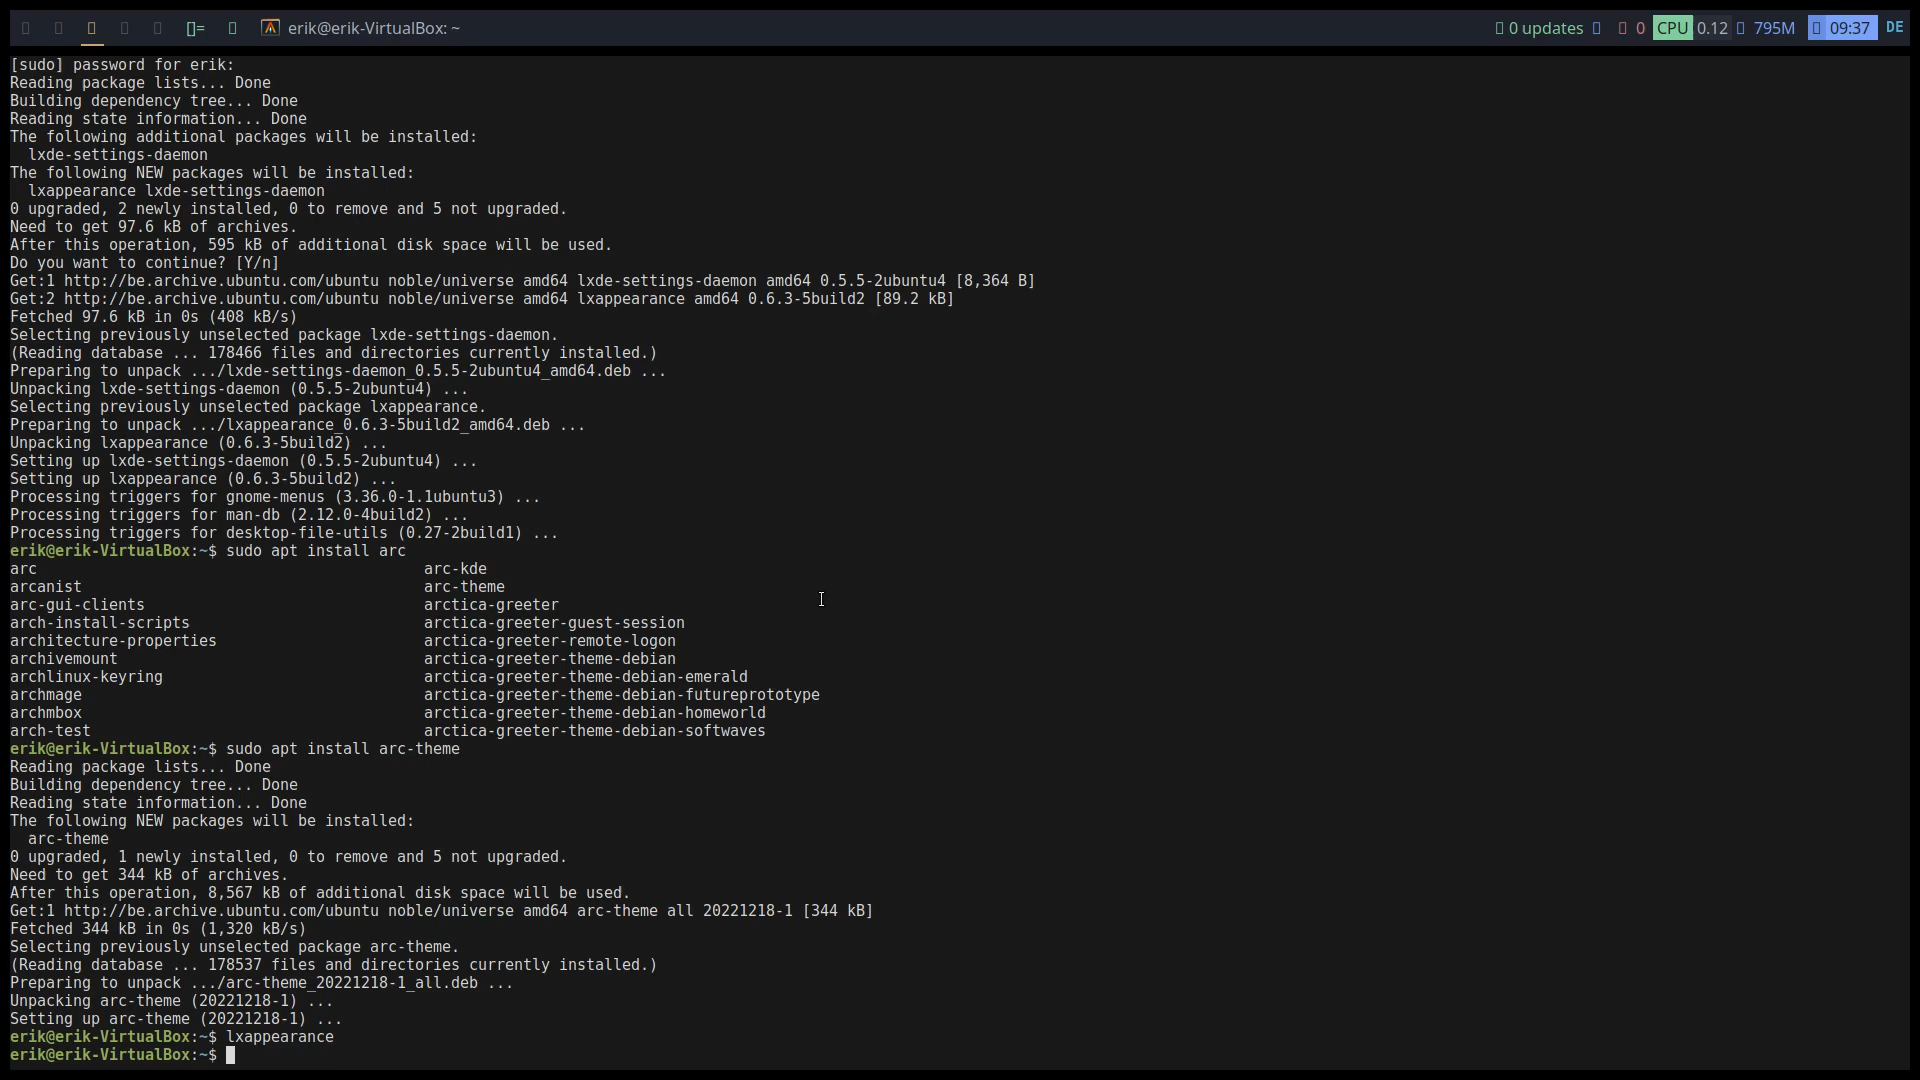 []= erik@erik-VirtualBox: ~ 0 updates 0 CPU 0.12 795M 09:37 DE
[sudo] password for erik:
Reading package lists... Done
Building dependency tree... Done
Reading state information... Done
The following additional packages will be installed:
  lxde-settings-daemon
The following NEW packages will be installed:
  lxappearance lxde-settings-daemon
0 upgraded, 2 newly installed, 0 to remove and 5 not upgraded.
Need to get 97.6 kB of archives.
After this operation, 595 kB of additional disk space will be used.
Do you want to continue? [Y/n]
Get:1 http://be.archive.ubuntu.com/ubuntu noble/universe amd64 lxde-settings-daemon amd64 0.5.5-2ubuntu4 [8,364 B]
Get:2 http://be.archive.ubuntu.com/ubuntu noble/universe amd64 lxappearance amd64 0.6.3-5build2 [89.2 kB]
Fetched 97.6 kB in 0s (408 kB/s)
Selecting previously unselected package lxde-settings-daemon.
(Reading database ... 178466 files and directories currently installed.)
Preparing to unpack .../lxde-settings-daemon_0.5.5-2ubuntu4_amd64.deb ...
Unpacking lxde-settings-daemon (0.5.5-2ubuntu4) ...
Selecting previously unselected package lxappearance.
Preparing to unpack .../lxappearance_0.6.3-5build2_amd64.deb ...
Unpacking lxappearance (0.6.3-5build2) ...
Setting up lxde-settings-daemon (0.5.5-2ubuntu4) ...
Setting up lxappearance (0.6.3-5build2) ...
Processing triggers for gnome-menus (3.36.0-1.1ubuntu3) ...
Processing triggers for man-db (2.12.0-4build2) ...
Processing triggers for desktop-file-utils (0.27-2build1) ...
erik@erik-VirtualBox:~$ sudo apt install arc
arc arc-kde
arcanist arc-theme
arc-gui-clients arctica-greeter
arch-install-scripts arctica-greeter-guest-session
architecture-properties arctica-greeter-remote-logon
archivemount arctica-greeter-theme-debian
archlinux-keyring arctica-greeter-theme-debian-emerald
archmage arctica-greeter-theme-debian-futureprototype
archmbox arctica-greeter-theme-debian-homeworld
arch-test arctica-greeter-theme-debian-softwaves
erik@erik-VirtualBox:~$ sudo apt install arc-theme
Reading package lists... Done
Building dependency tree... Done
Reading state information... Done
The following NEW packages will be installed:
  arc-theme
0 upgraded, 1 newly installed, 0 to remove and 5 not upgraded.
Need to get 344 kB of archives.
After this operation, 8,567 kB of additional disk space will be used.
Get:1 http://be.archive.ubuntu.com/ubuntu noble/universe amd64 arc-theme all 20221218-1 [344 kB]
Fetched 344 kB in 0s (1,320 kB/s)
Selecting previously unselected package arc-theme.
(Reading database ... 178537 files and directories currently installed.)
Preparing to unpack .../arc-theme_20221218-1_all.deb ...
Unpacking arc-theme (20221218-1) ...
Setting up arc-theme (20221218-1) ...
erik@erik-VirtualBox:~$ lxappearance
erik@erik-VirtualBox:~$